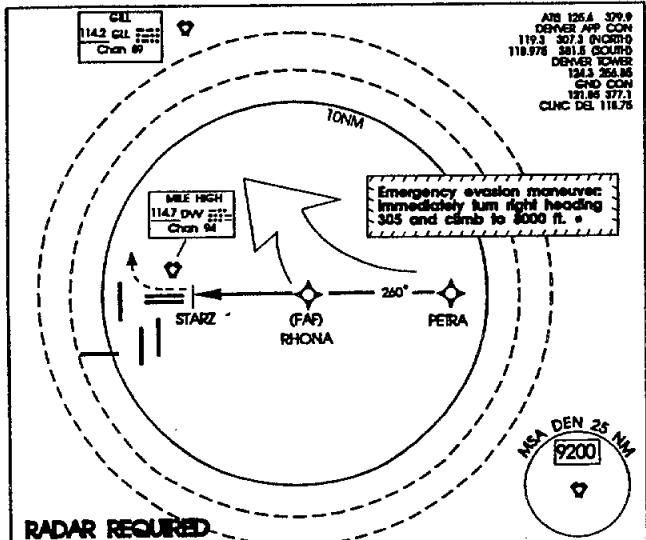 GILL
114.2 GLL
Chan 89
ATIS 125.6 379.9
DENVER APP CON
119.3 307.3 (NORTH)
118.975 381.5 (SOUTH)
DENVER TOWER
124.3 256.85
GND CON
121.85 377.1
CLNC DEL 118.75
10NM
MILE HIGH
114.7 DVV
Chan 94
Emergency evasion maneuver:
Immediately turn right heading
305 and climb to 8000 ft.
STARZ
(FAF)
RHONA
260°
PETRA
MSA DEN 25 NM
9200
RADAR REQUIRED